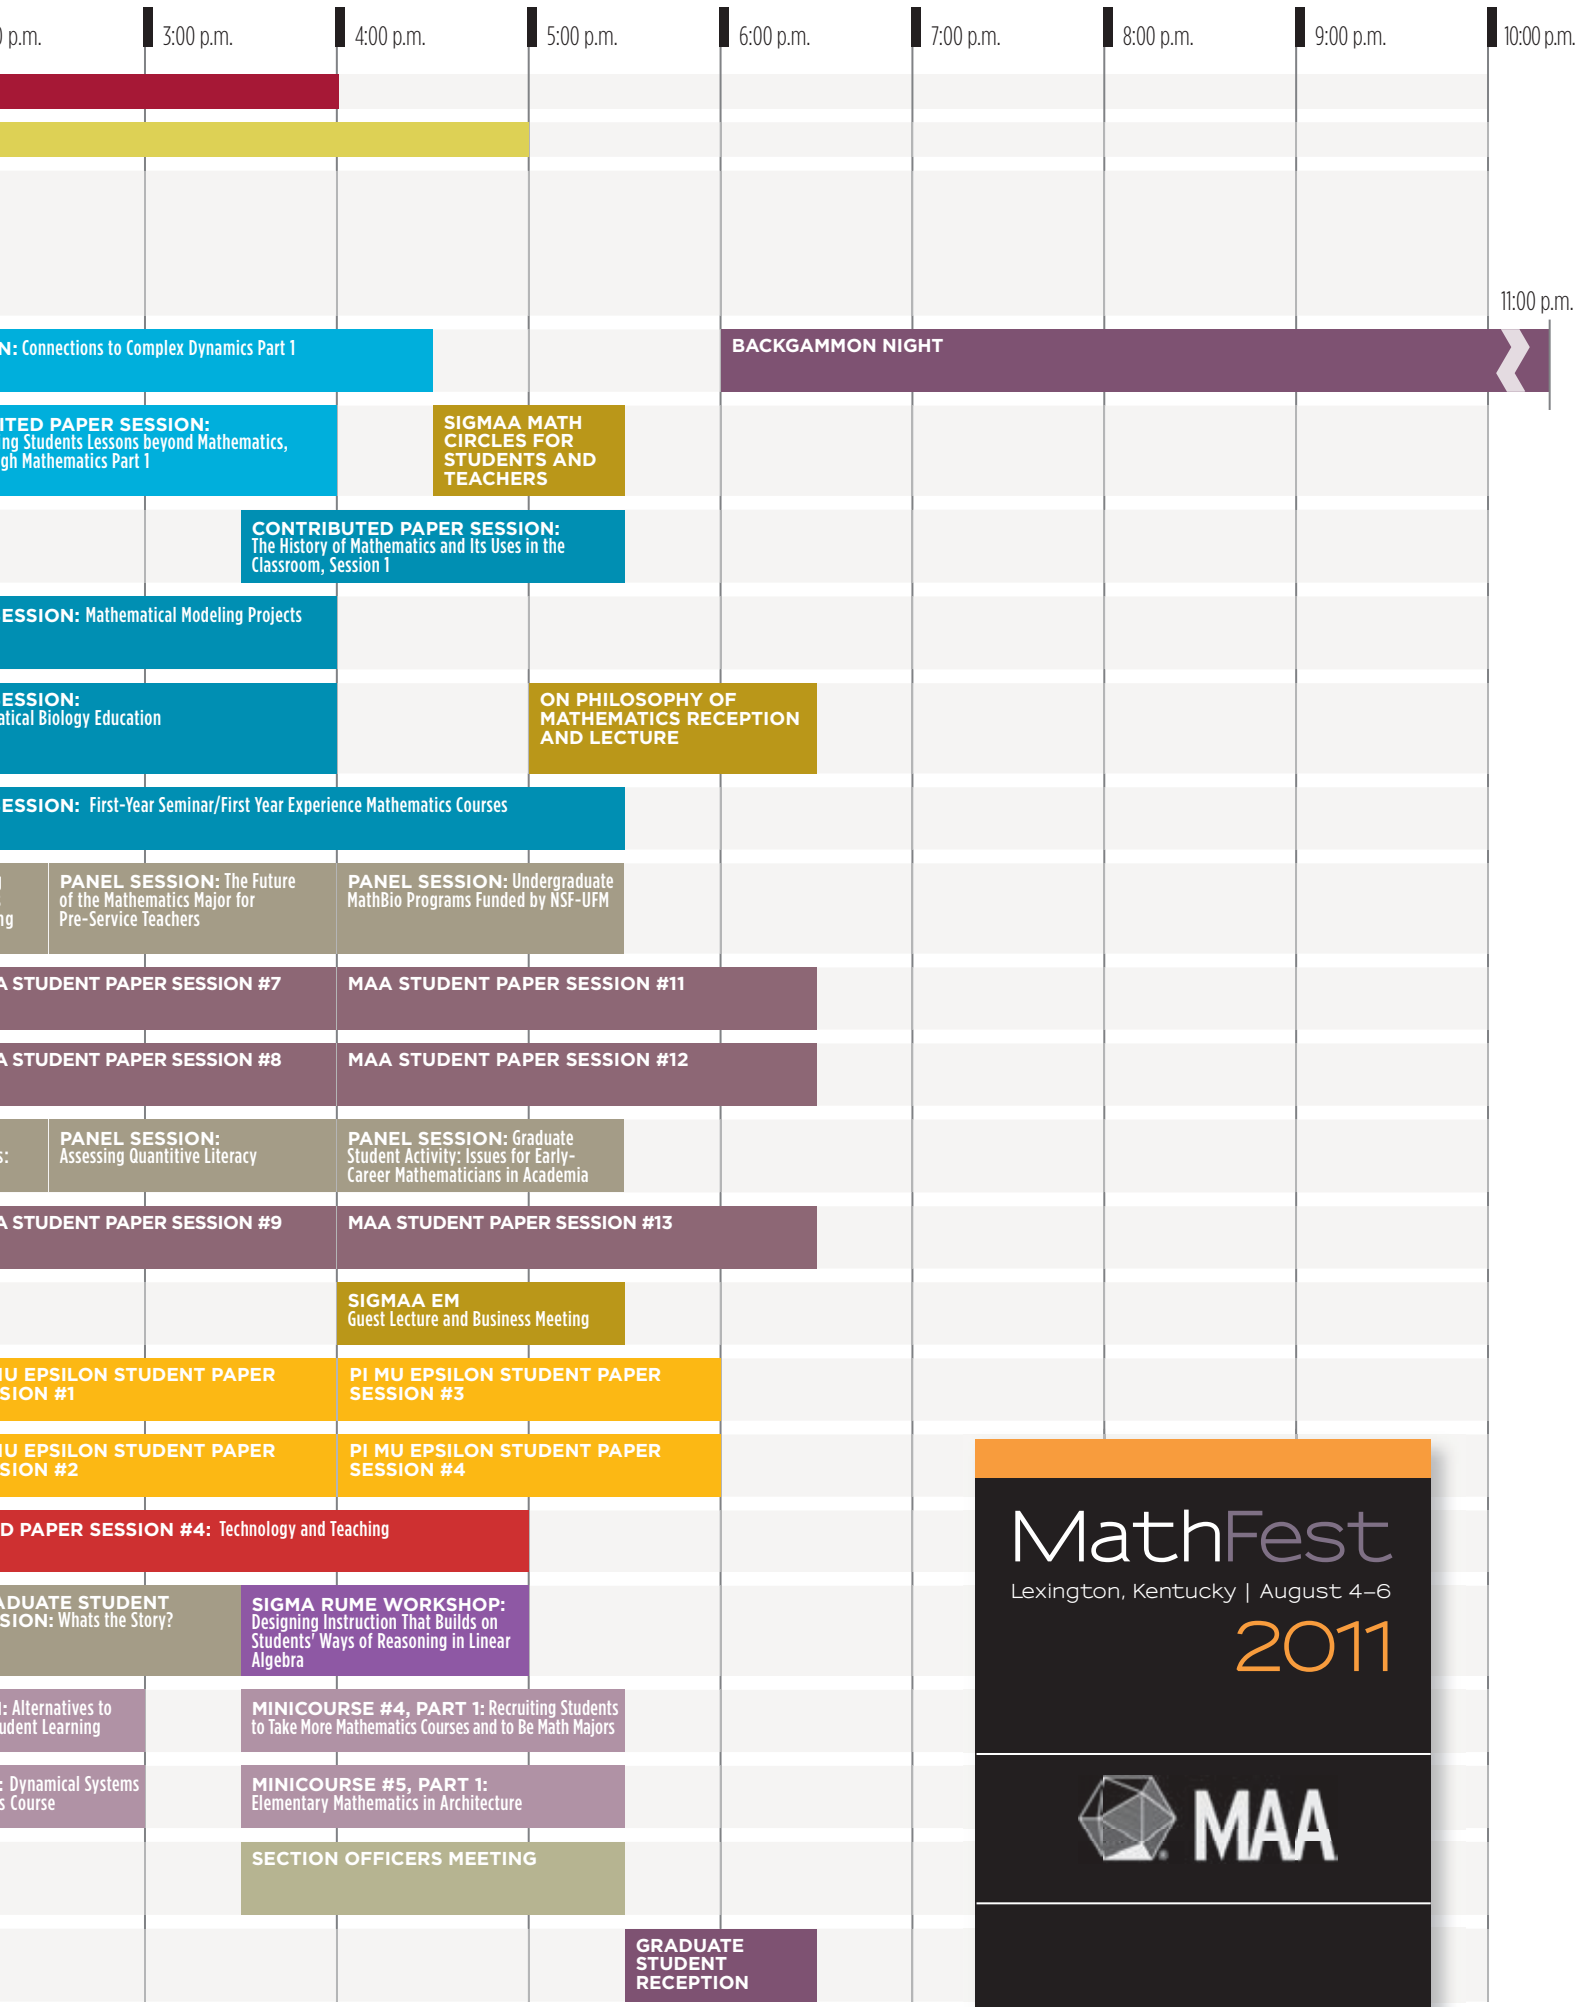 p.m.
3:00 p.m.
4:00 p.m.
5:00 p.m.
6:00 p.m.
7:00 p.m.
8:00 p.m.
9:00 p.m.
10:00 p.m.
11:00 p.m.
N: Connections to Complex Dynamics Part 1
BACKGAMMON NIGHT
ITED PAPER SESSION:
ing Students Lessons beyond Mathematics,
gh Mathematics Part 1
SIGMAA MATH
CIRCLES FOR
STUDENTS AND
TEACHERS
CONTRIBUTED PAPER SESSION:
The History of Mathematics and Its Uses in the
Classroom, Session 1
ESSION: Mathematical Modeling Projects
ESSION:
atical Biology Education
ON PHILOSOPHY OF
MATHEMATICS RECEPTION
AND LECTURE
ESSION: First-Year Seminar/First Year Experience Mathematics Courses
ng
PANEL SESSION: The Future
of the Mathematics Major for
Pre-Service Teachers
PANEL SESSION: Undergraduate
MathBio Programs Funded by NSF-UFM
A STUDENT PAPER SESSION #7
MAA STUDENT PAPER SESSION #11
A STUDENT PAPER SESSION #8
MAA STUDENT PAPER SESSION #12
s:
PANEL SESSION:
Assessing Quantitive Literacy
PANEL SESSION: Graduate
Student Activity: Issues for Early-
Career Mathematicians in Academia
A STUDENT PAPER SESSION #9
MAA STUDENT PAPER SESSION #13
SIGMAA EM
Guest Lecture and Business Meeting
MU EPSILON STUDENT PAPER
SION #1
PI MU EPSILON STUDENT PAPER
SESSION #3
MU EPSILON STUDENT PAPER
SION #2
PI MU EPSILON STUDENT PAPER
SESSION #4
D PAPER SESSION #4: Technology and Teaching
ADUATE STUDENT
SION: Whats the Story?
SIGMA RUME WORKSHOP:
Designing Instruction That Builds on
Students' Ways of Reasoning in Linear
Algebra
: Alternatives to
udent Learning
MINICOURSE #4, PART 1: Recruiting Students
to Take More Mathematics Courses and to Be Math Majors
: Dynamical Systems
s Course
MINICOURSE #5, PART 1:
Elementary Mathematics in Architecture
SECTION OFFICERS MEETING
GRADUATE
STUDENT
RECEPTION
MathFest
Lexington, Kentucky | August 4–6
2011
MAA